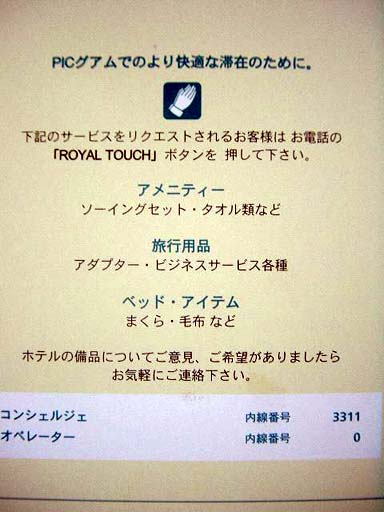 PICグアムでのより快適な滞在のために。
下記のサービスをリクエストされるお客様は お電話の
「ROYAL TOUCH」ボタンを 押して下さい。
アメニティー
ソーイングセット・タオル類など
旅行用品
アダプター・ビジネスサービス各種
ベッド・アイテム
まくら・毛布 など
ホテルの備品についてご意見、ご希望がありましたら
お気軽にご連絡下さい。
コンシェルジェ 内線番号 3311
オペレーター 内線番号 0